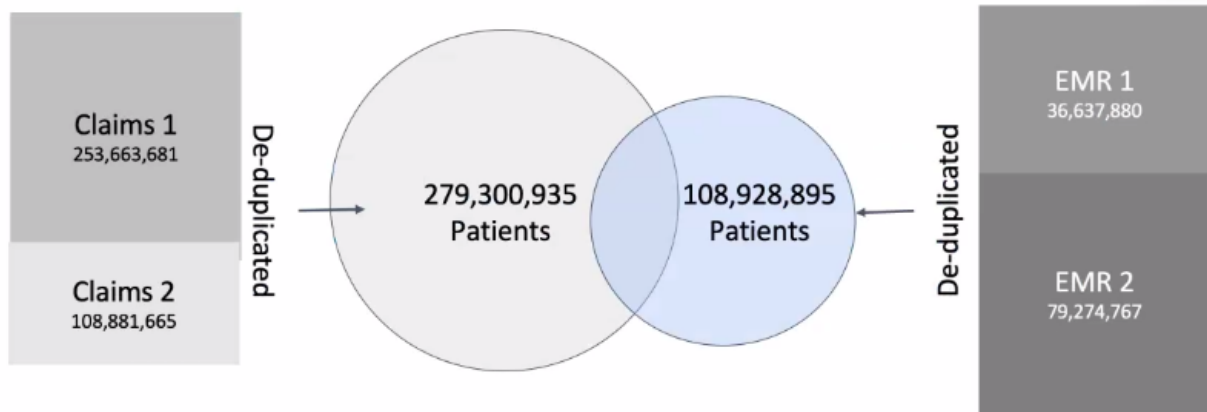 Claims 1
253,663,681
Claims 2
108,881,665
De-duplicated
279,300,935
Patients
108,928,895
Patients
De-duplicated
EMR 1
36,637,880
EMR 2
79,274,767